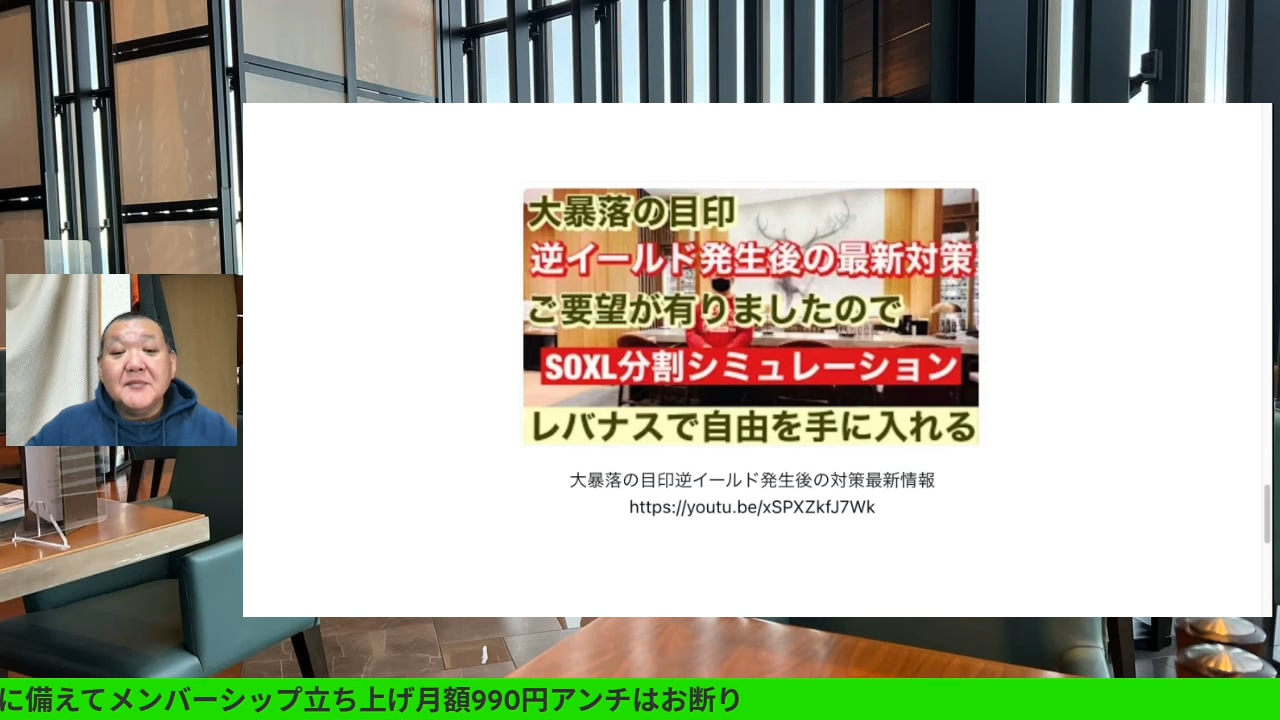 大暴落の目印
逆イールド発生後の最新対策
ご要望が有りましたので
SOXL分割シミュレーション
レバナスで自由を手に入れる
大暴落の目印逆イールド発生後の対策最新情報
https://youtu.be/xSPXZkfJ7Wk
に備えてメンバーシップ立ち上げ月額990円アンチはお断り